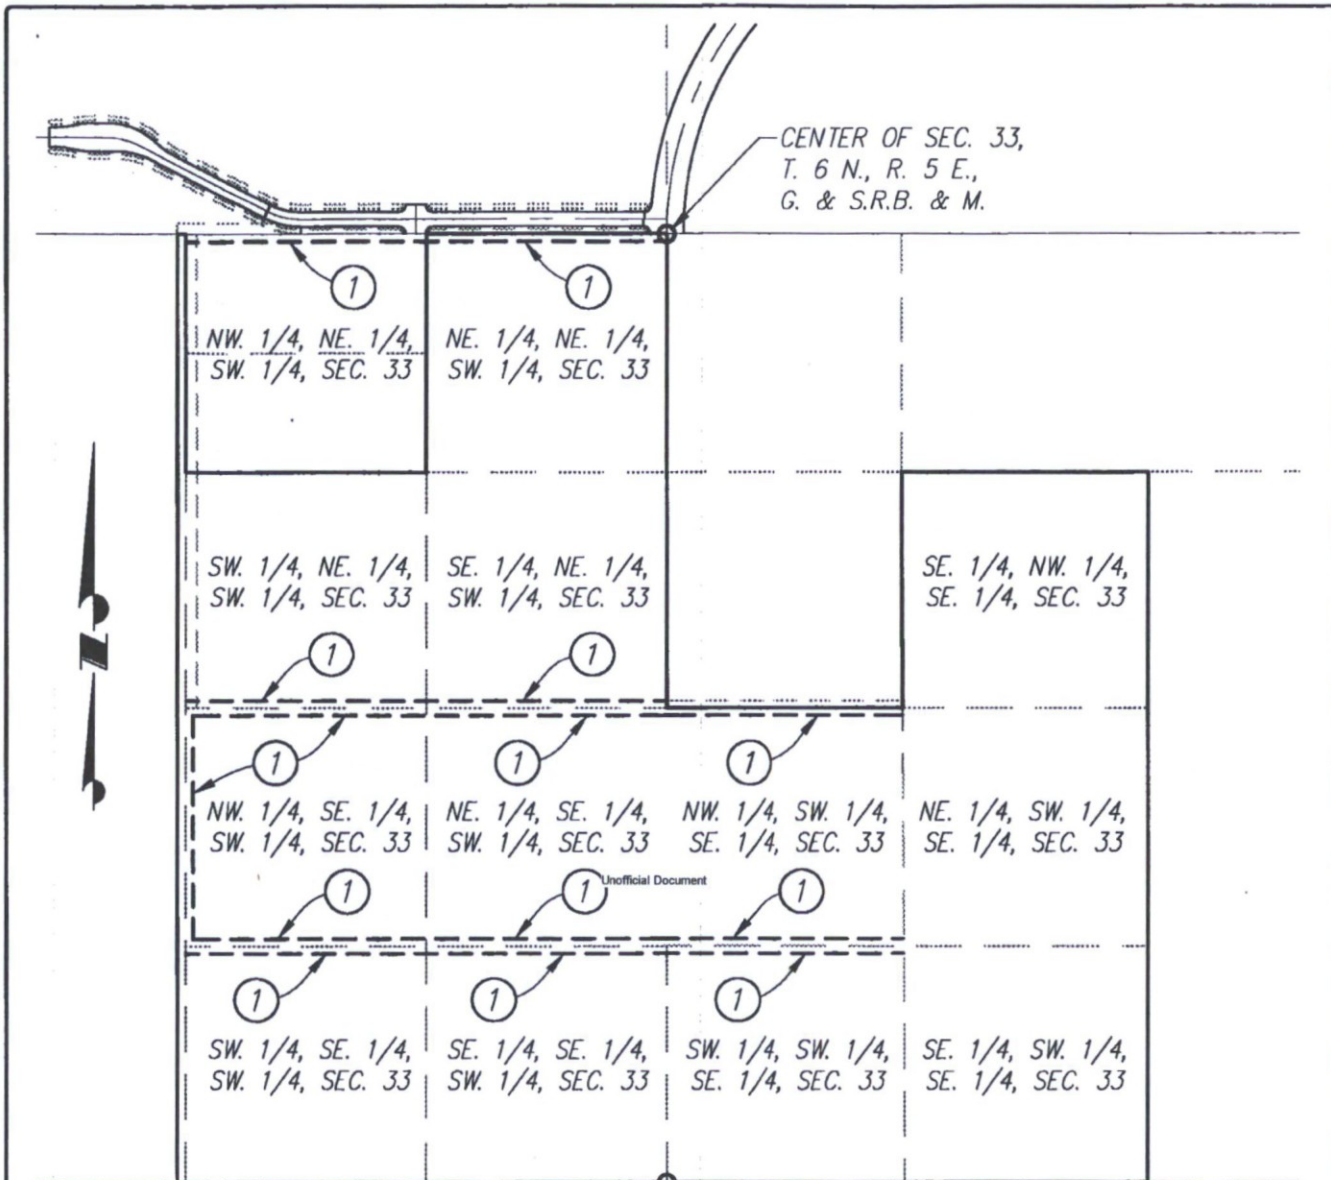 CENTER OF SEC. 33,
T. 6 N., R. 5 E.,
G. & S.R.B. & M.
1
1
NW. 1/4, NE. 1/4,
SW. 1/4, SEC. 33
NE. 1/4, NE. 1/4,
SW. 1/4, SEC. 33
SW. 1/4, NE. 1/4,
SW. 1/4, SEC. 33
SE. 1/4, NE. 1/4,
SW. 1/4, SEC. 33
SE. 1/4, NW. 1/4,
SE. 1/4, SEC. 33
N
1
1
1
1
1
NW. 1/4, SE. 1/4,
SW. 1/4, SEC. 33
NE. 1/4, SE. 1/4,
SW. 1/4, SEC. 33
NW. 1/4, SW. 1/4,
SE. 1/4, SEC. 33
NE. 1/4, SW. 1/4,
SE. 1/4, SEC. 33
Unofficial Document
1
1
1
1
1
1
SW. 1/4, SE. 1/4,
SW. 1/4, SEC. 33
SE. 1/4, SE. 1/4,
SW. 1/4, SEC. 33
SW. 1/4, SW. 1/4,
SE. 1/4, SEC. 33
SE. 1/4, SW. 1/4,
SE. 1/4, SEC. 33